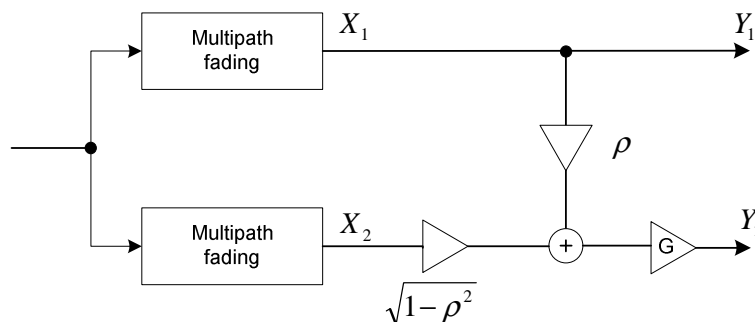 Multipath
fading
X₁
Y₁
ρ
Multipath
fading
X₂
√(1 − ρ²)
+
G
Y